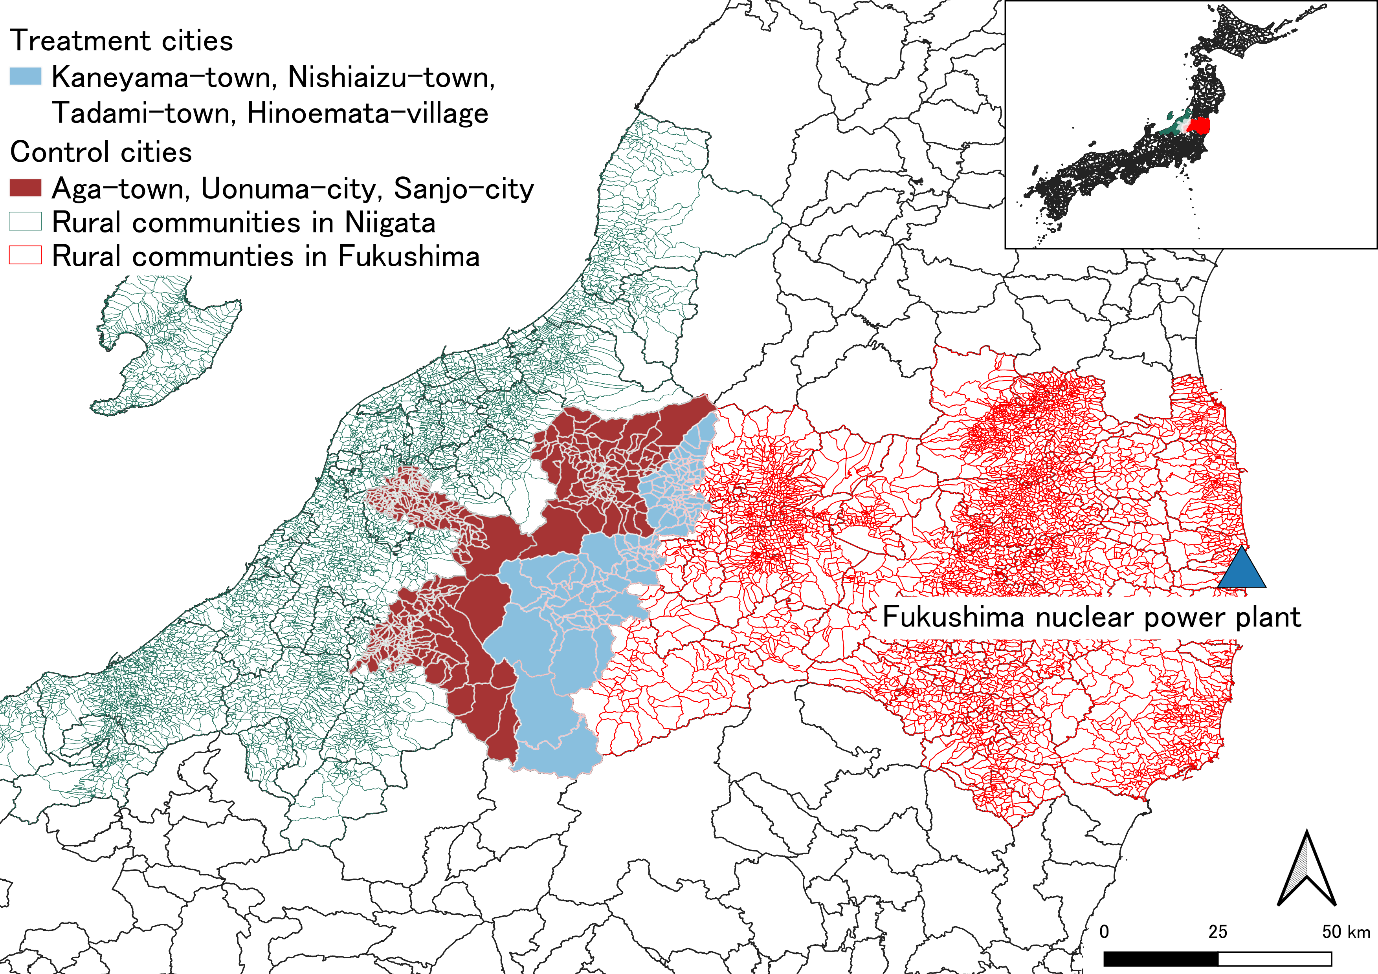 Treatment cities
Kaneyama-town, Nishiaizu-town,
Tadami-town, Hinoemata-village
Control cities
Aga-town, Uonuma-city, Sanjo-city
Rural communities in Niigata
Rural communties in Fukushima
Fukushima nuclear power plant
0 25 50 km